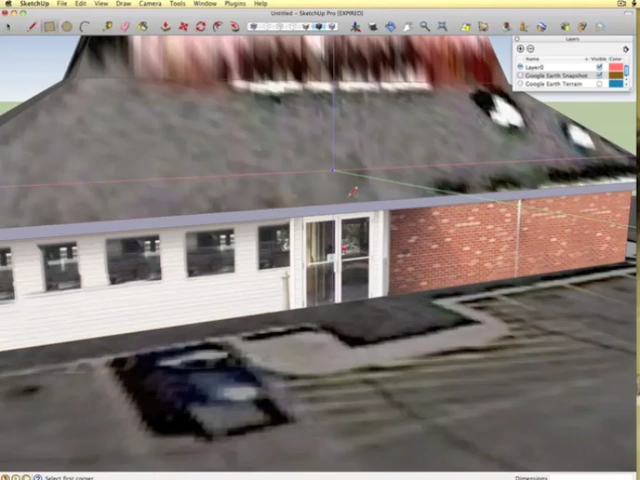 SketchUp File Edit View Draw Camera Tools Window Plugins Help
Untitled - SketchUp Pro [EXPIRED]
Layers
Name Visible Color
Layer0
Google Earth Snapshot
Google Earth Terrain
Select first corner
Dimensions